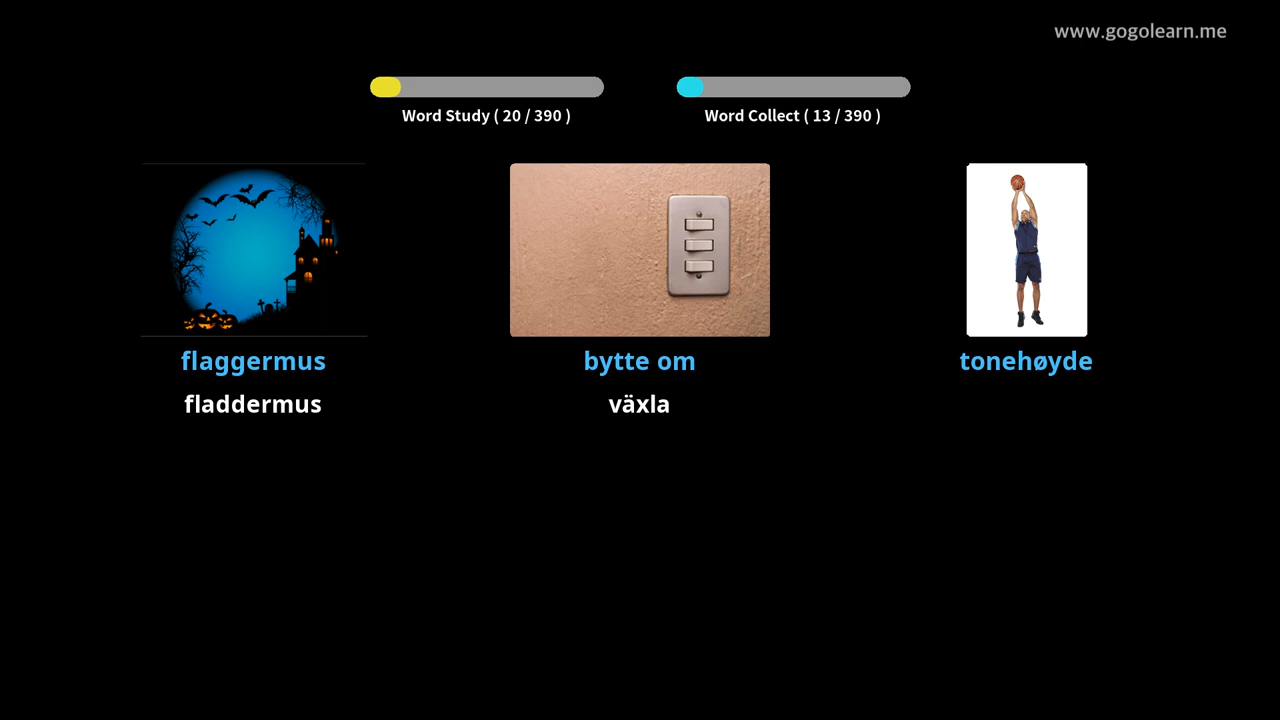 www.gogolearn.me
Word Study ( 20 / 390 )
Word Collect ( 13 / 390 )
flaggermus
bytte om
tonehøyde
fladdermus
växla